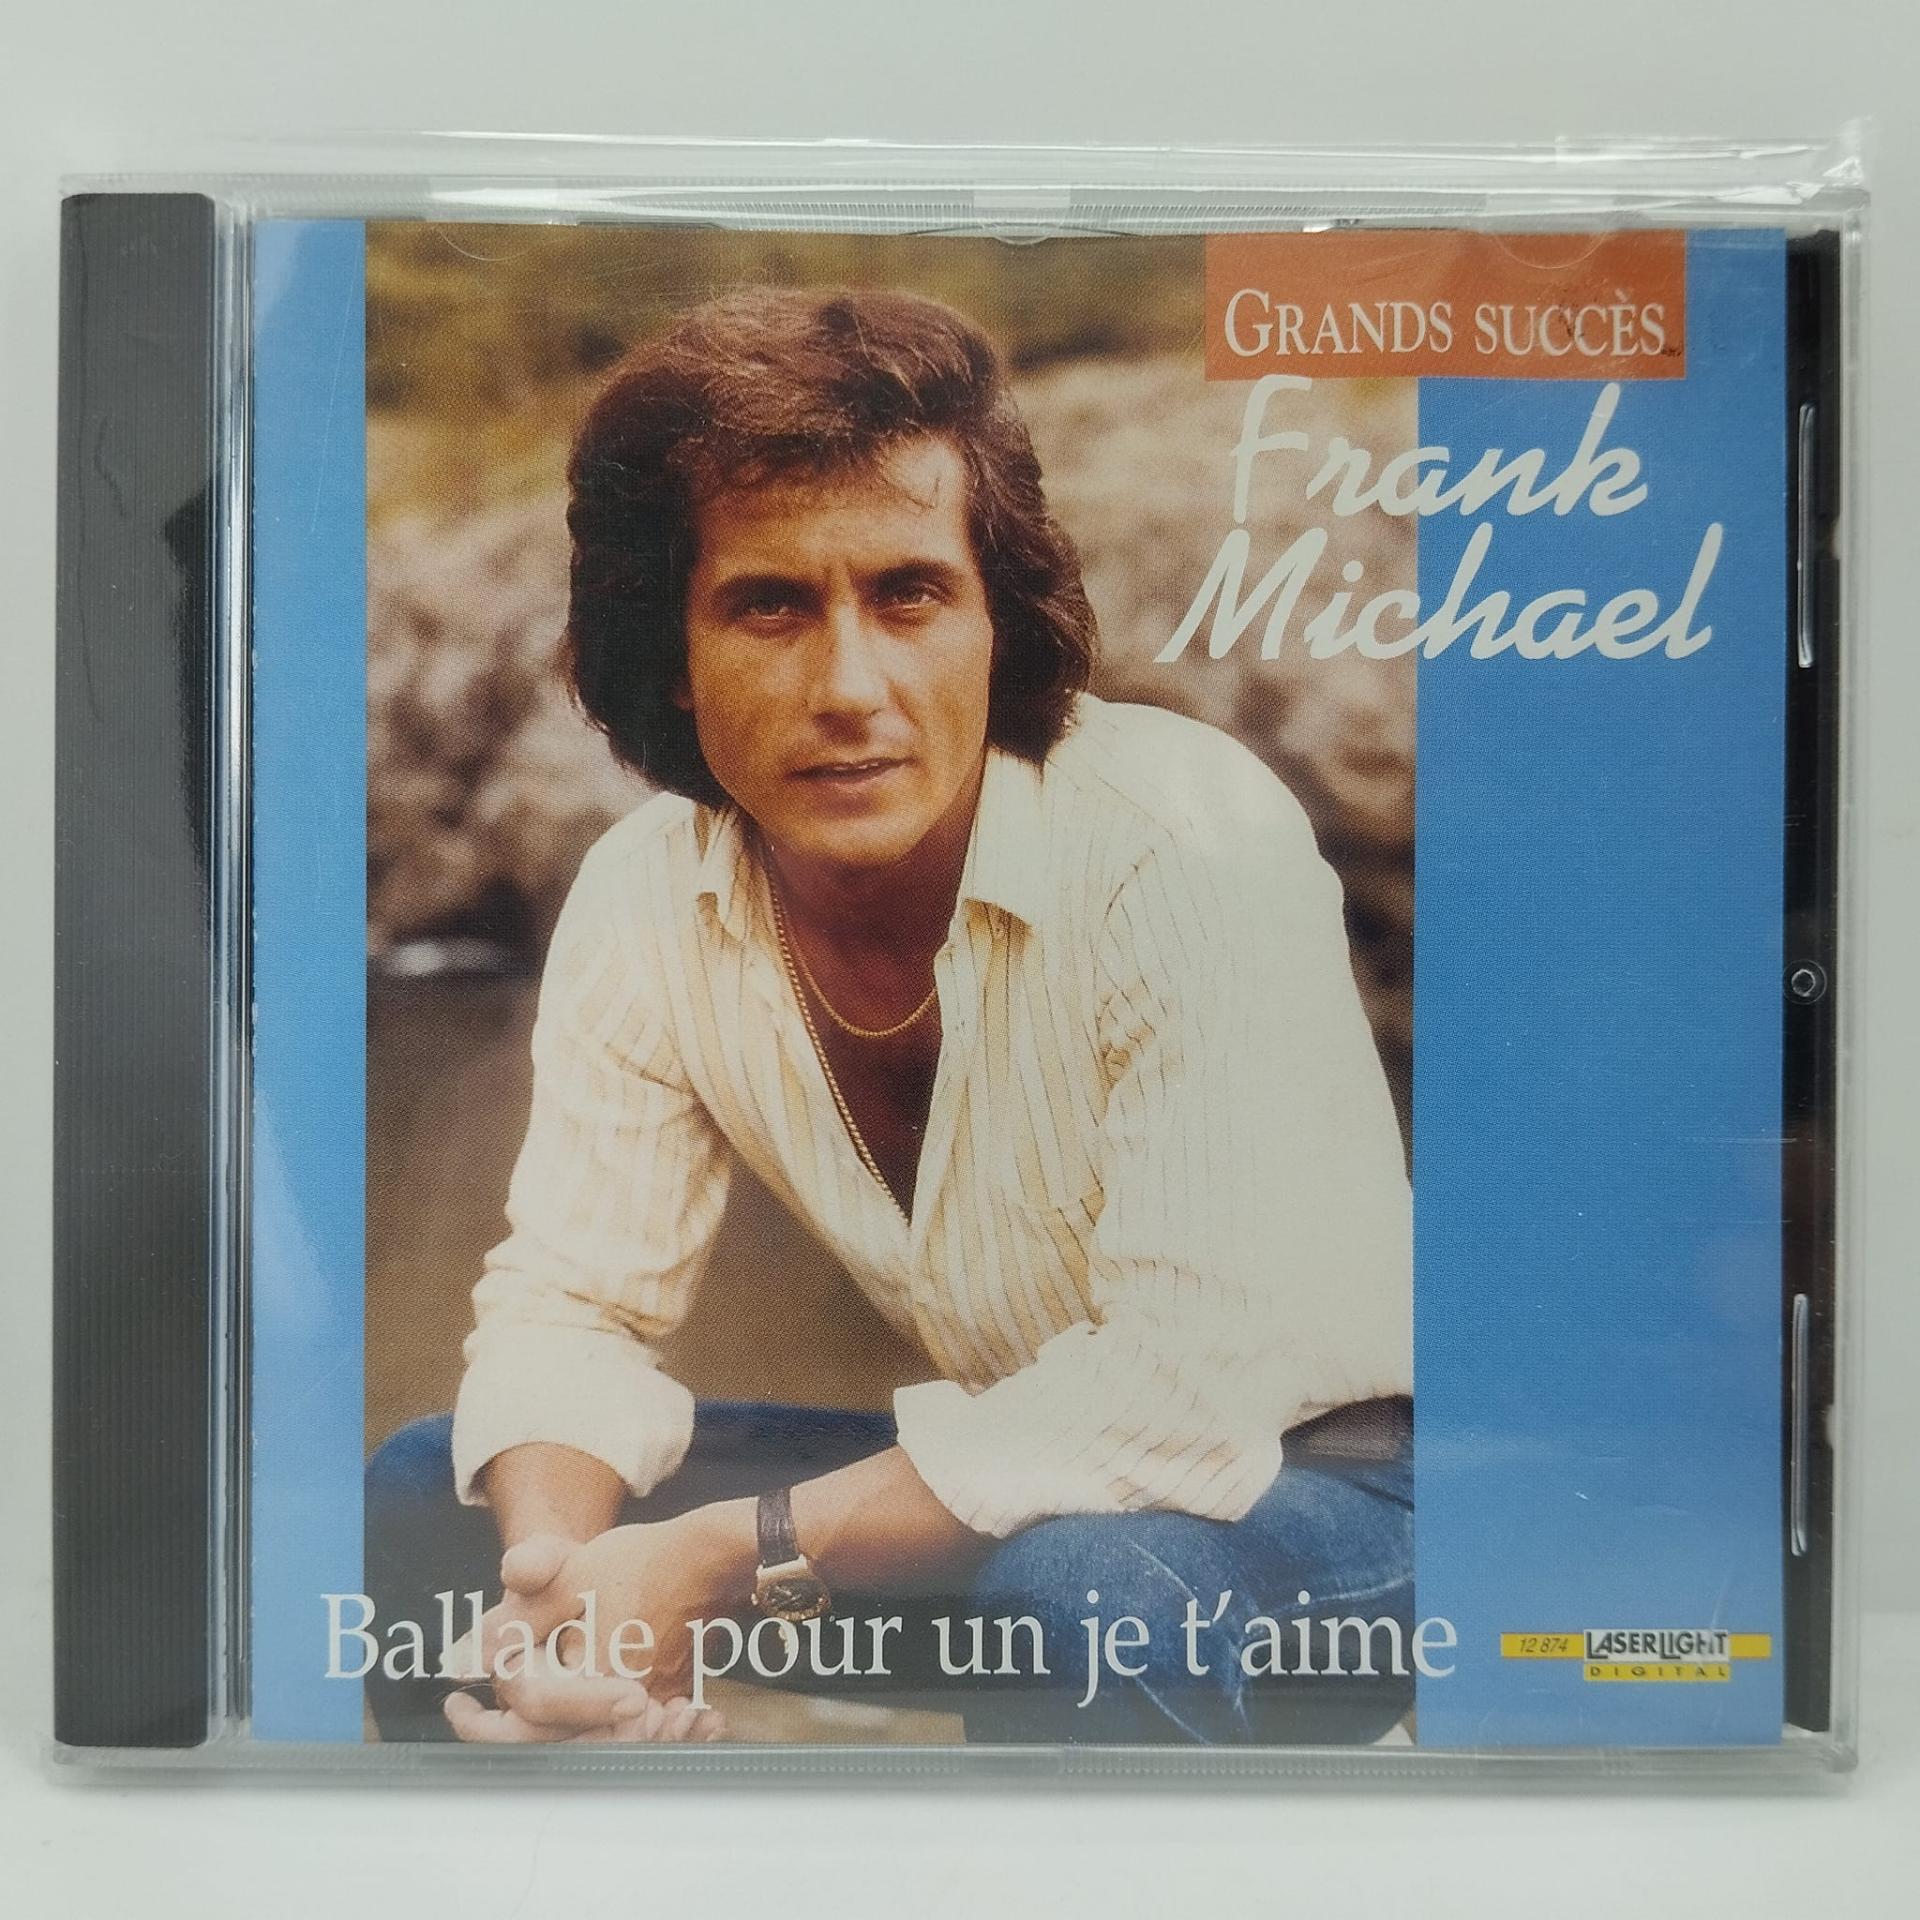 GRANDS SUCCÈS
Frank
Michael
Ballade pour un je t'aime
12 874 LASERLIGHT
DIGITAL